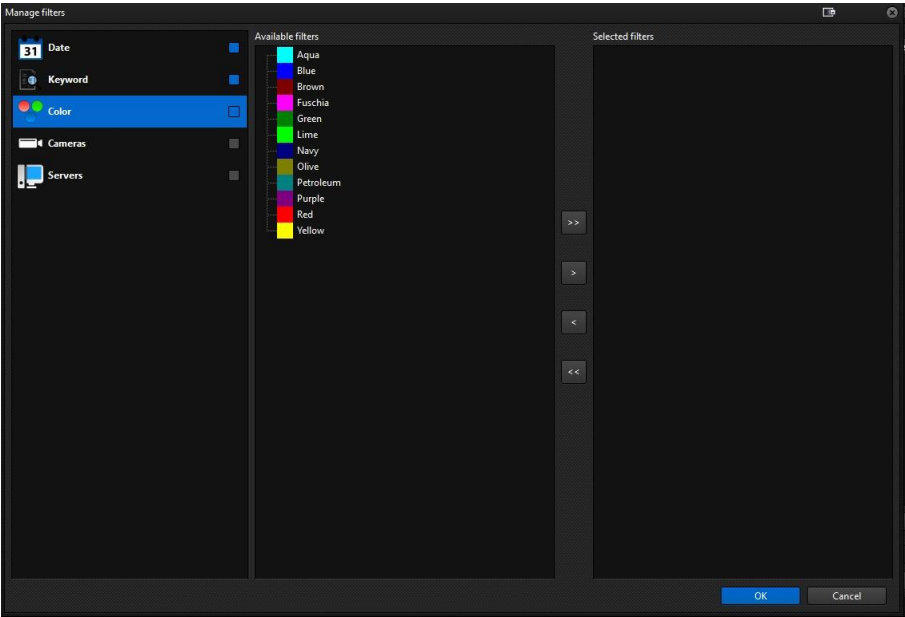 Manage filters
31 Date
Keyword
Color
Cameras
Servers
Available filters
Aqua
Blue
Brown
Fuschia
Green
Lime
Navy
Olive
Petroleum
Purple
Red
Yellow
>>
>
<
<<
Selected filters
OK
Cancel